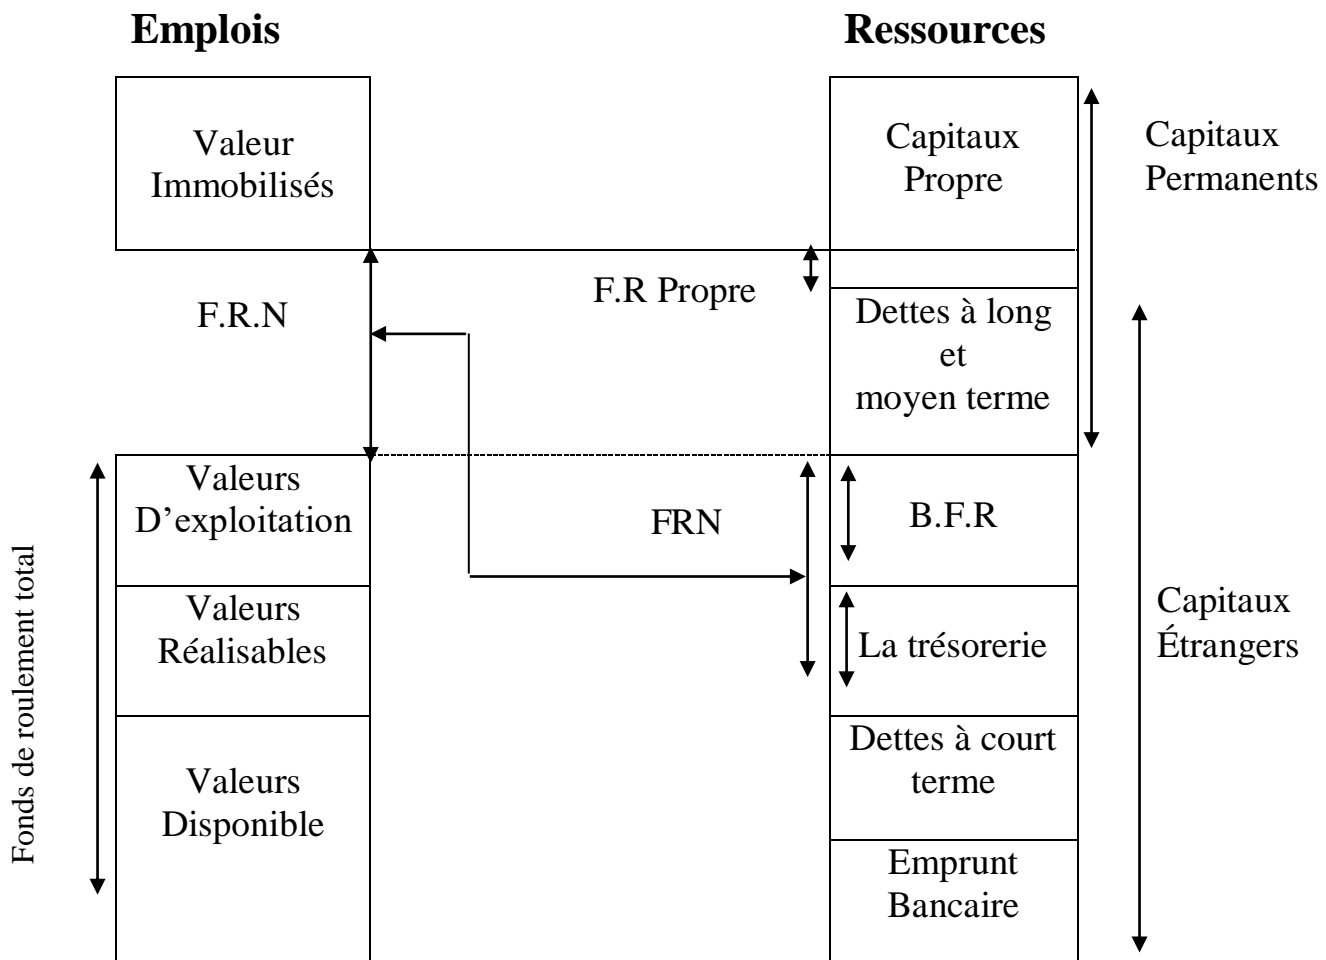 Emplois
Ressources
Valeur
Immobilisés
Capitaux
Propre
Capitaux
Permanents
F.R.N
F.R Propre
Dettes à long
et
moyen terme
Valeurs
D'exploitation
FRN
B.F.R
Fonds de roulement total
Valeurs
Réalisables
La trésorerie
Capitaux
Étrangers
Valeurs
Disponible
Dettes à court
terme
Emprunt
Bancaire